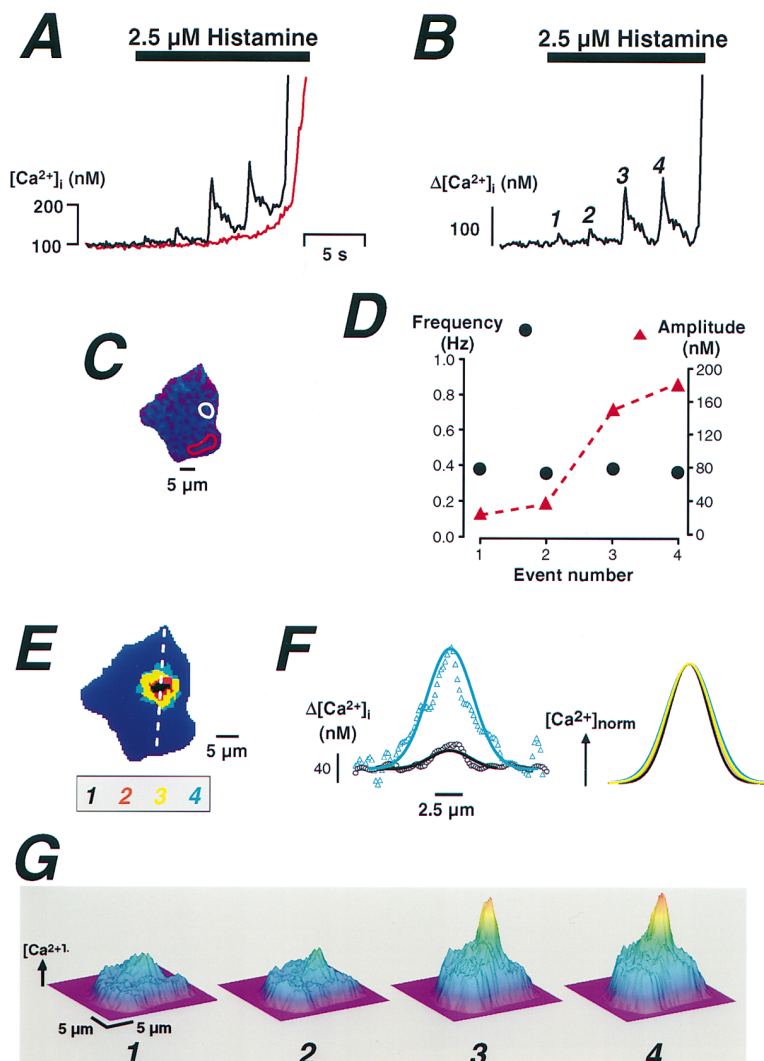 A
2.5 µM Histamine
[Ca²⁺]i (nM)
200
100
5 s
B
2.5 µM Histamine
Δ[Ca²⁺]i (nM)
100
1 2 3 4
C
5 µm
D
Frequency
(Hz)
Amplitude
(nM)
1.0
0.8
0.6
0.4
0.2
0.0
200
160
120
80
40
0
1 2 3 4
Event number
E
5 µm
1 2 3 4
F
Δ[Ca²⁺]i
(nM)
40
2.5 µm
[Ca²⁺]norm
G
[Ca²⁺].
5 µm 5 µm
1 2 3 4